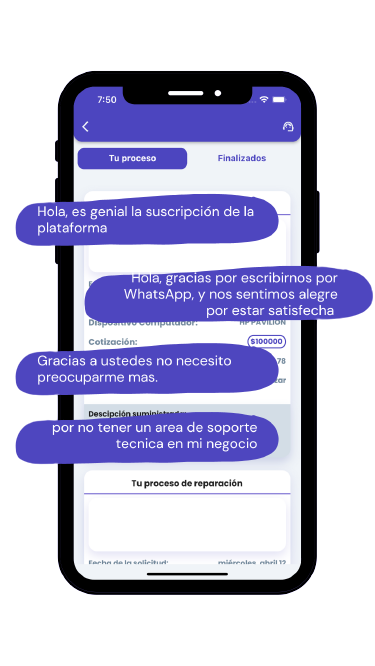 7:50
Tu proceso Finalizados
Hola, es genial la suscripción de la
plataforma
Hola, gracias por escribirnos por
WhatsApp, y nos sentimos alegre
por estar satisfecha
Dispositivo Computador: HP PAVILION
Cotización: $100000
78
Gracias a ustedes no necesito
preocuparme mas.
zar
Descipción suministrada:
por no tener un area de soporte
tecnica en mi negocio
Tu proceso de reparación
Fecha de la solicitud: miércoles, abril 12